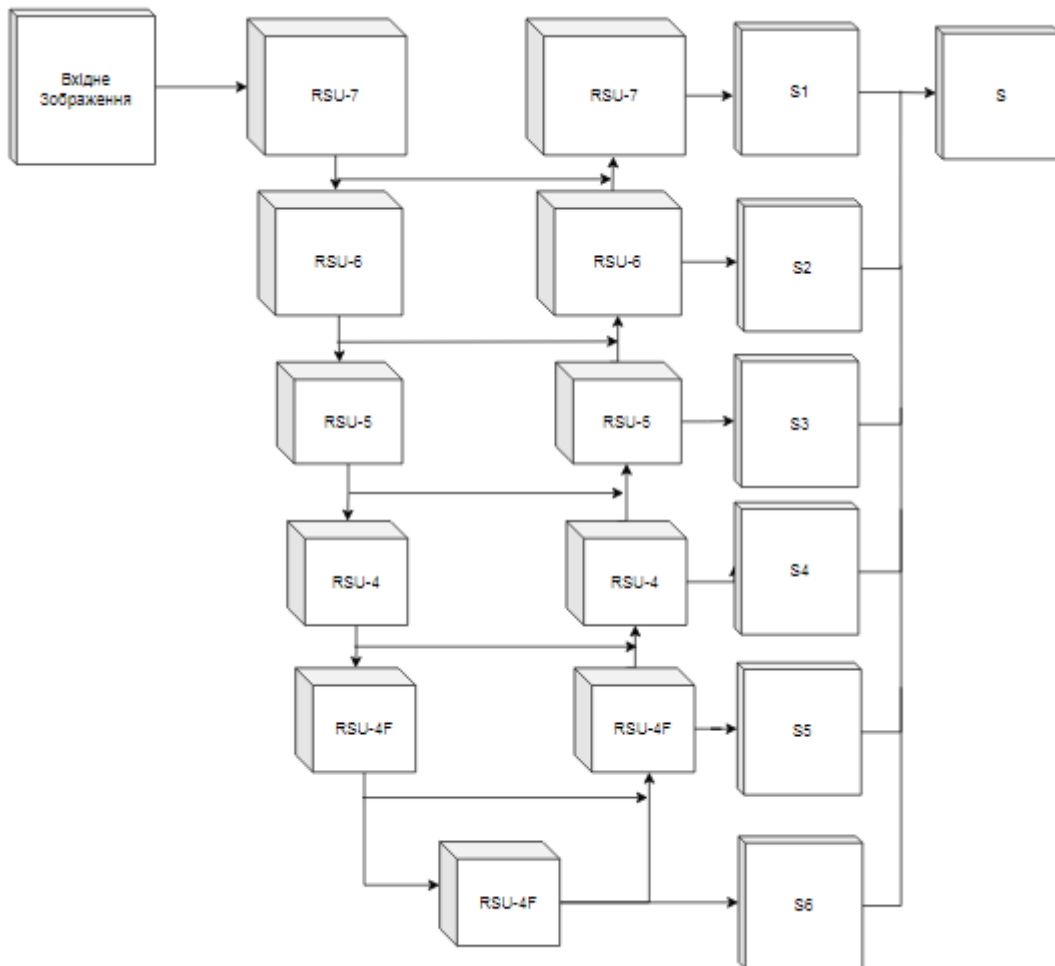 Вхідне
Зображення
RSU-7
RSU-7
S1
S
RSU-6
RSU-6
S2
RSU-5
RSU-5
S3
RSU-4
RSU-4
S4
RSU-4F
RSU-4F
S5
RSU-4F
S6